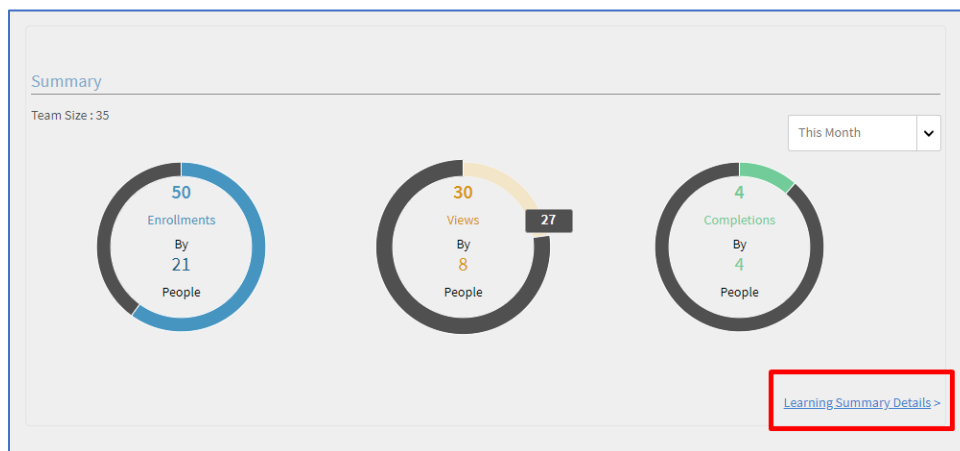 Summary
Team Size : 35
This Month
50
Enrollments
By
21
People
30
Views
By
8
People
27
4
Completions
By
4
People
Learning Summary Details >